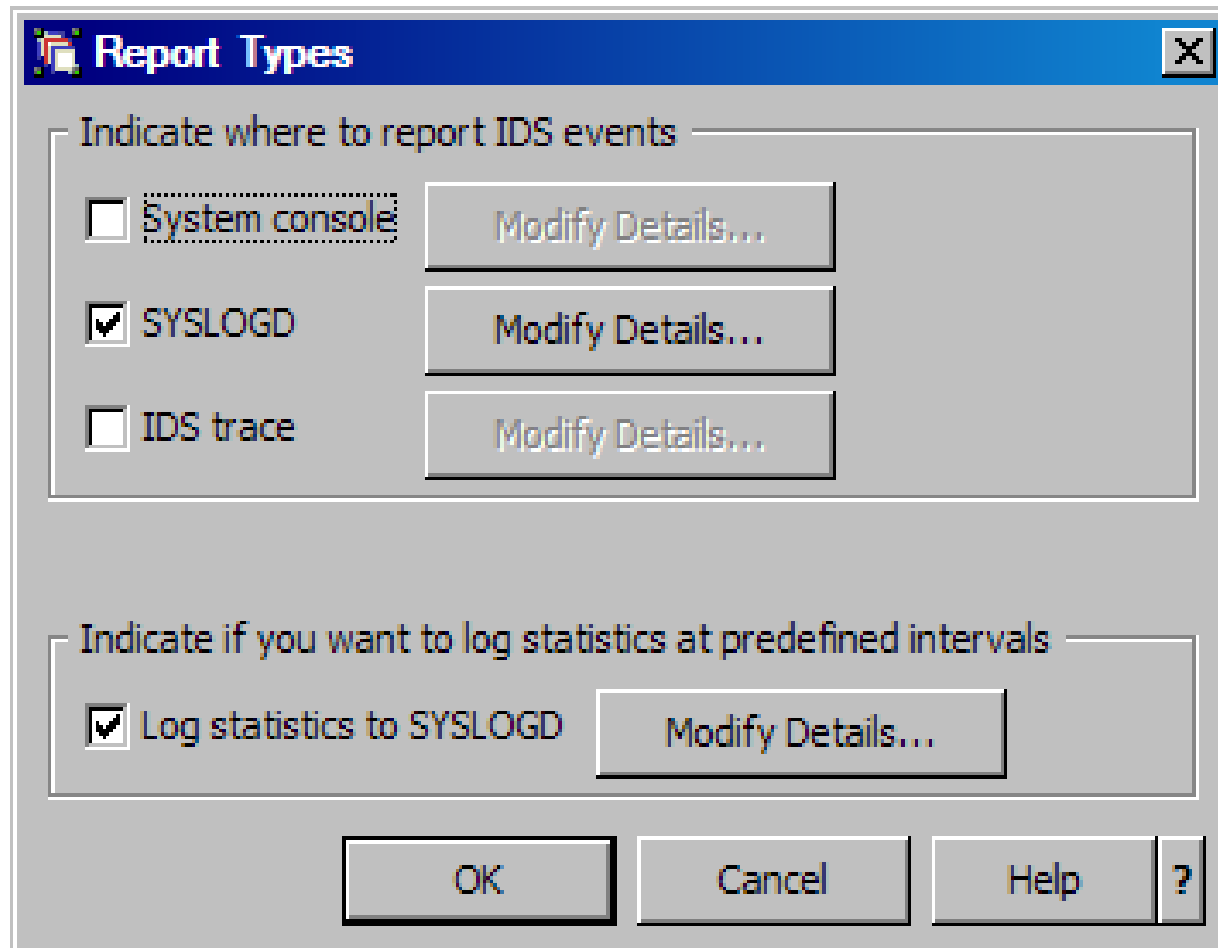 Report Types
Indicate where to report IDS events
System console Modify Details...
SYSLOGD Modify Details...
IDS trace Modify Details...
Indicate if you want to log statistics at predefined intervals
Log statistics to SYSLOGD Modify Details...
OK Cancel Help ?